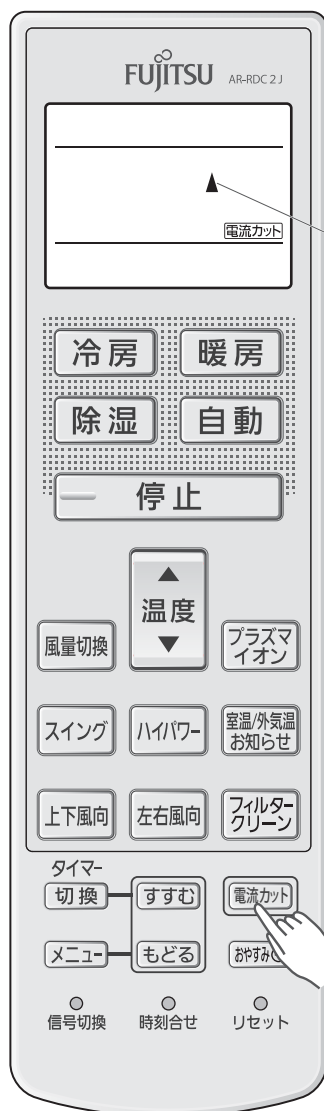 FUJITSU AR-RDC2J
電流カット
冷房 暖房
除湿 自動
停止
温度
風量切換
プラズマ
イオン
スイング ハイパワー
室温/外気温
お知らせ
上下風向 左右風向
フィルター
クリーン
タイマー
切換 すすむ 電流カット
メニュー もどる おやすみ
信号切換 時刻合せ リセット